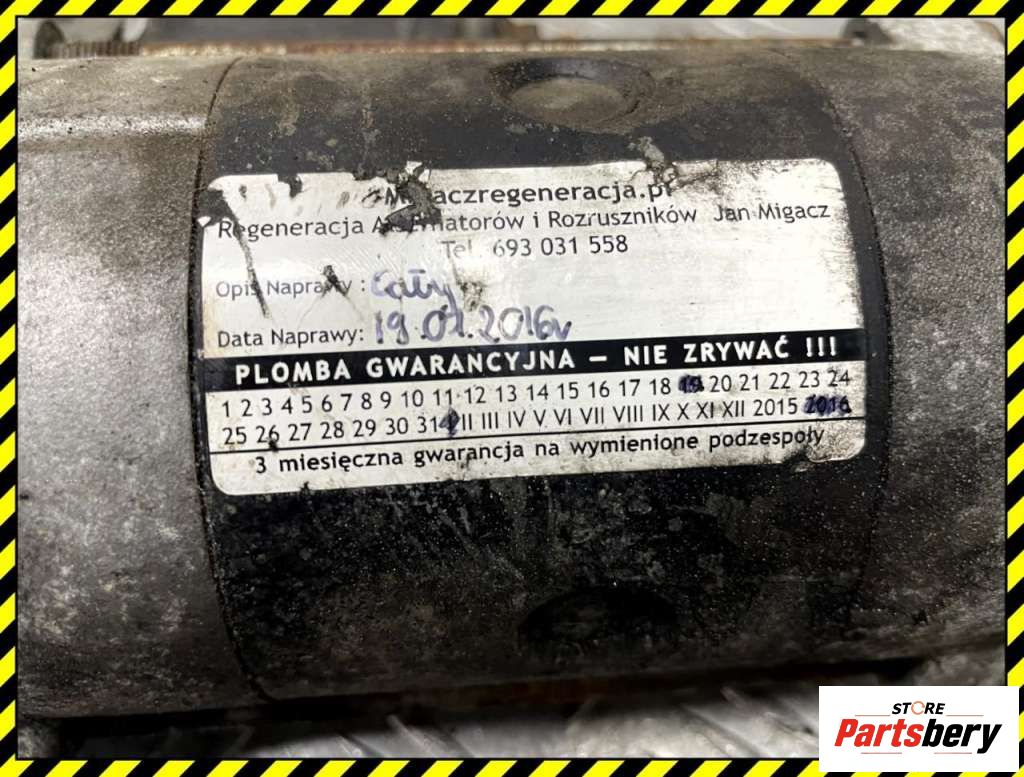 Regeneracja i Rozruszników Jan Migacz
Tel. 693 031 558
Opis Naprawy : Cały
Data Naprawy: 19.01.2016r
PLOMBA GWARANCYJNA – NIE ZRYWAĆ !!!
1 2 3 4 5 6 7 8 9 10 11 12 13 14 15 16 17 18 19 20 21 22 23 24
25 26 27 28 29 30 31 I II III IV V VI VII VIII IX X XI XII 2015 2016
3 miesięczna gwarancja na wymienione podzespoły
STORE
Partsbery